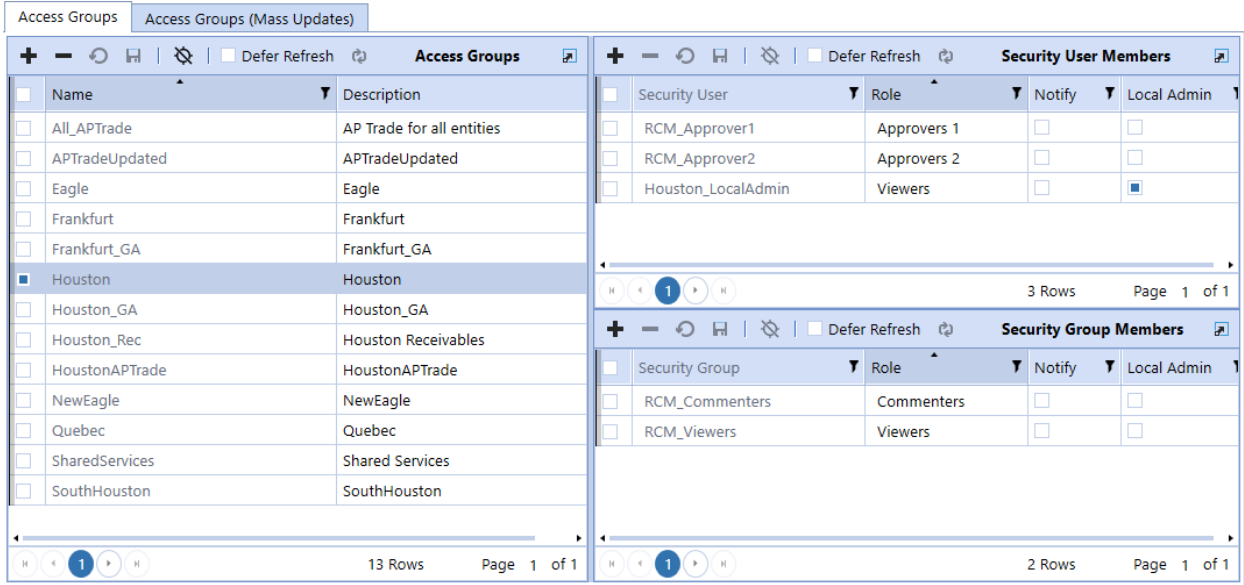 Access Groups
Access Groups (Mass Updates)
Defer Refresh
Access Groups
Name Description
All_APTrade AP Trade for all entities
APTradeUpdated APTradeUpdated
Eagle Eagle
Frankfurt Frankfurt
Frankfurt_GA Frankfurt_GA
Houston Houston
Houston_GA Houston_GA
Houston_Rec Houston Receivables
HoustonAPTrade HoustonAPTrade
NewEagle NewEagle
Quebec Quebec
SharedServices Shared Services
SouthHouston SouthHouston
1 13 Rows Page 1 of 1
Defer Refresh
Security User Members
Security User Role Notify Local Admin
RCM_Approver1 Approvers 1
RCM_Approver2 Approvers 2
Houston_LocalAdmin Viewers
1 3 Rows Page 1 of 1
Defer Refresh
Security Group Members
Security Group Role Notify Local Admin
RCM_Commenters Commenters
RCM_Viewers Viewers
1 2 Rows Page 1 of 1